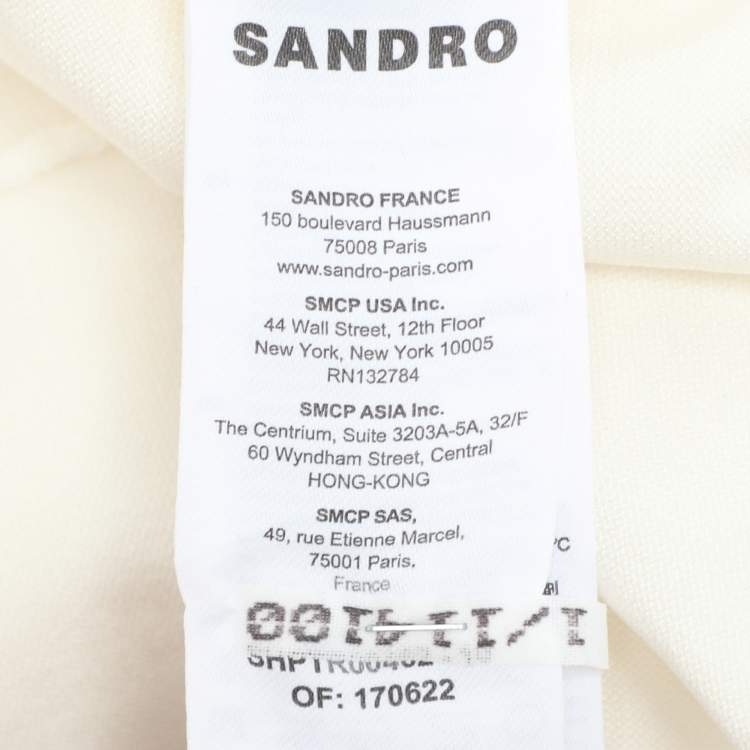 SANDRO
SANDRO FRANCE
150 boulevard Haussmann
75008 Paris
www.sandro-paris.com
SMCP USA Inc.
44 Wall Street, 12th Floor
New York, New York 10005
RN132784
SMCP ASIA Inc.
The Centrium, Suite 3203A-5A, 32/F
60 Wyndham Street, Central
HONG-KONG
SMCP SAS,
49, rue Etienne Marcel,
75001 Paris.
France
OF: 170622